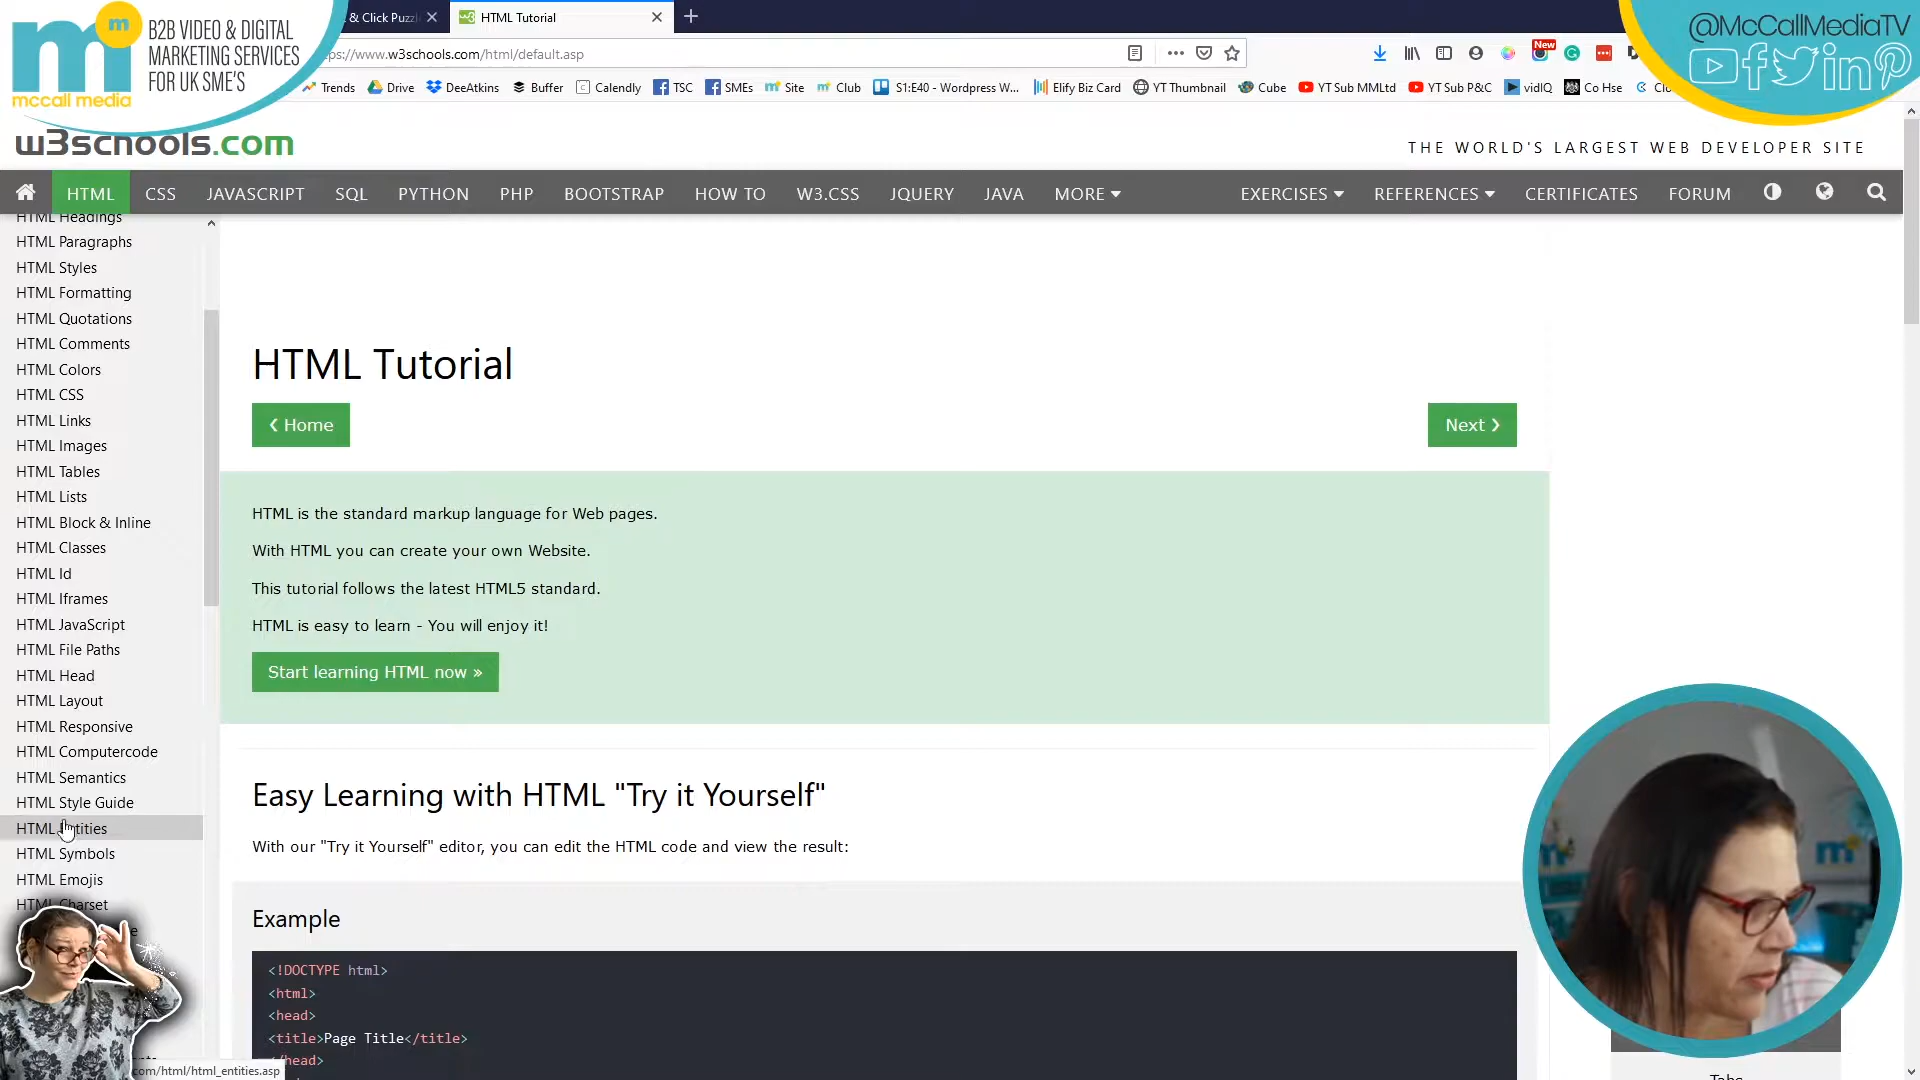 m
m
mccall media
B2B VIDEO & DIGITAL
MARKETING SERVICES
FOR UK SME'S
& Click Puzz
HTML Tutorial
@McCallMediaTV
www.w3schools.com/html/default.asp
New
Trends
Drive
DeeAtkins
Buffer
Calendly
TSC
SMEs
Site
Club
S1:E40 - Wordpress W...
Elify Biz Card
YT Thumbnail
Cube
YT Sub MMLtd
YT Sub P&C
vidIQ
Co Hse
w3schools.com
THE WORLD'S LARGEST WEB DEVELOPER SITE
HTML
CSS
JAVASCRIPT
SQL
PYTHON
PHP
BOOTSTRAP
HOW TO
W3.CSS
JQUERY
JAVA
MORE
EXERCISES
REFERENCES
CERTIFICATES
FORUM
HTML Headings
HTML Paragraphs
HTML Styles
HTML Formatting
HTML Quotations
HTML Comments
HTML Colors
HTML CSS
HTML Links
HTML Images
HTML Tables
HTML Lists
HTML Block & Inline
HTML Classes
HTML Id
HTML Iframes
HTML JavaScript
HTML File Paths
HTML Head
HTML Layout
HTML Responsive
HTML Computercode
HTML Semantics
HTML Style Guide
HTML Entities
HTML Symbols
HTML Emojis
HTML Charset
com/html/html_entities.asp
HTML Tutorial
❮ Home
Next ❯
HTML is the standard markup language for Web pages.
With HTML you can create your own Website.
This tutorial follows the latest HTML5 standard.
HTML is easy to learn - You will enjoy it!
Start learning HTML now »
Easy Learning with HTML "Try it Yourself"
With our "Try it Yourself" editor, you can edit the HTML code and view the result:
Example
<!DOCTYPE html>
<html>
<head>
<title>Page Title</title>
</head>